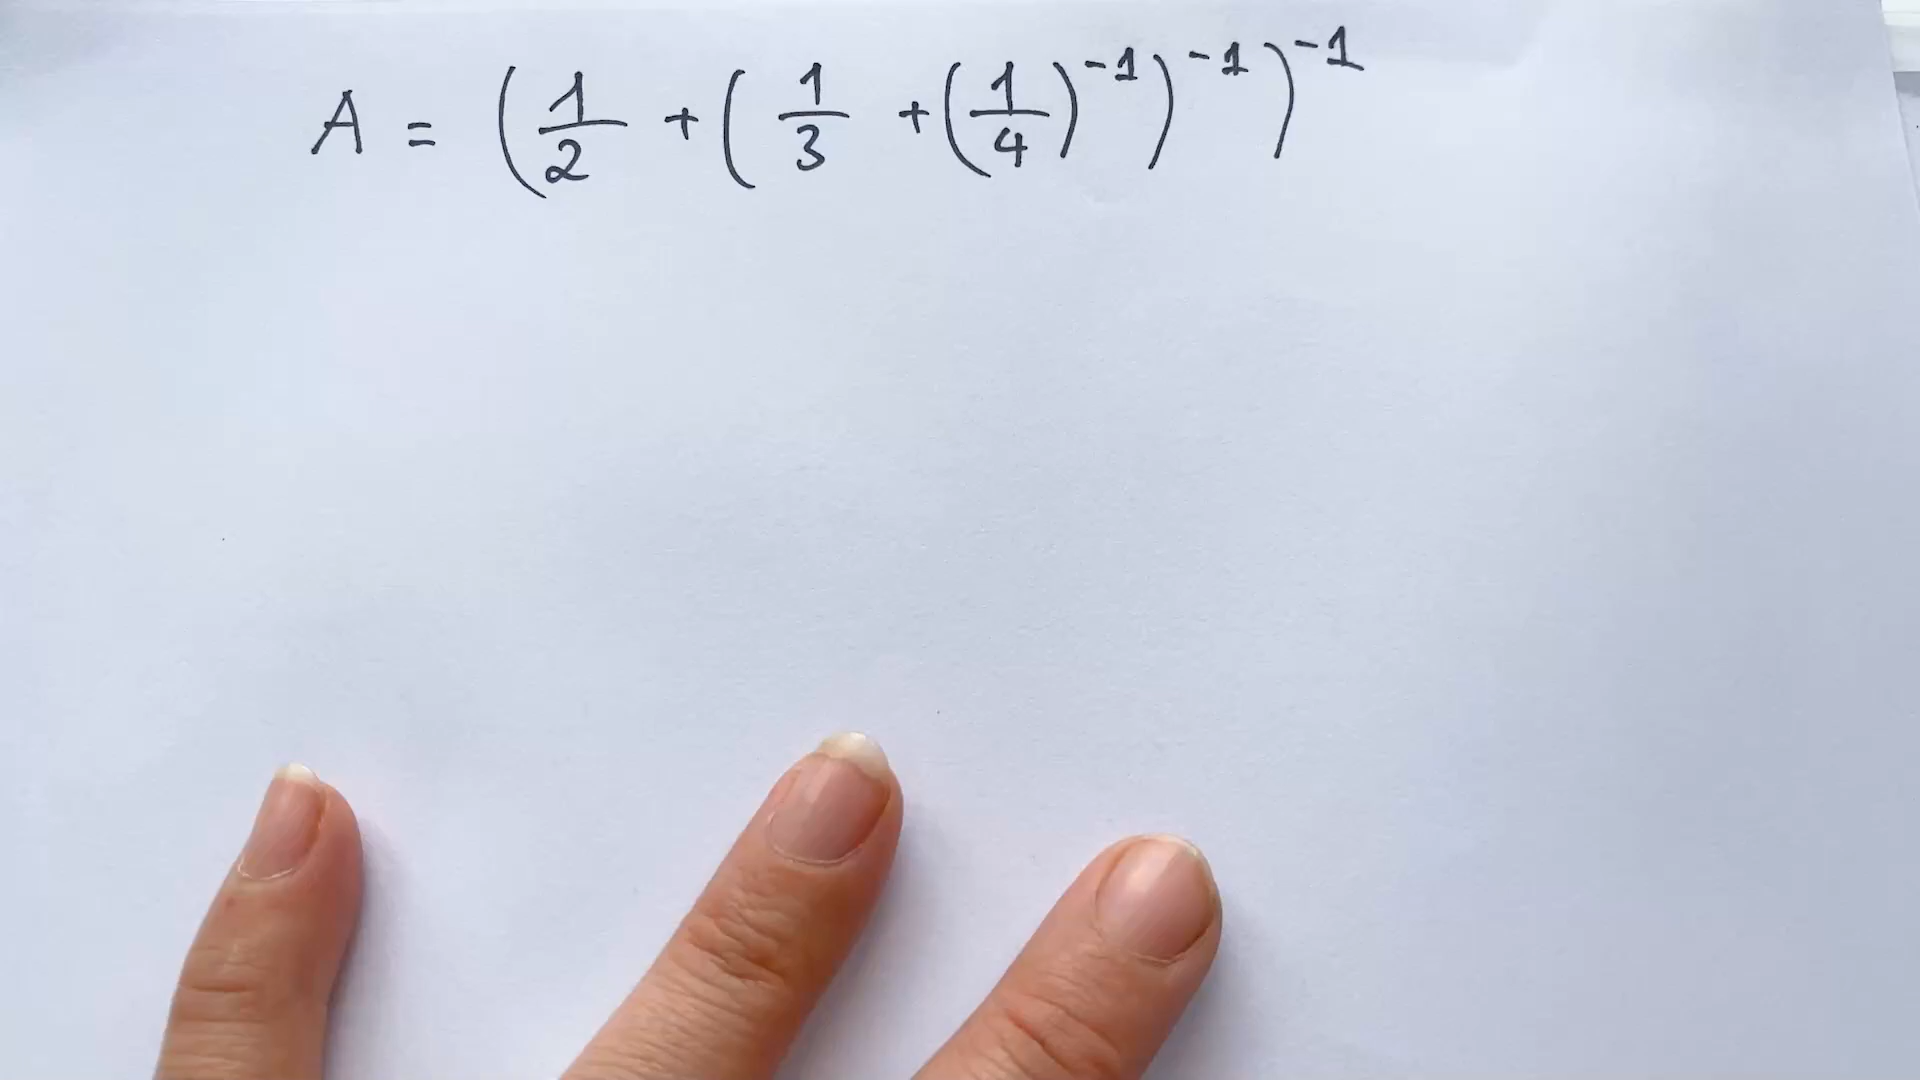 A = (1/2 + (1/3 + (1/4)^-1)^-1)^-1